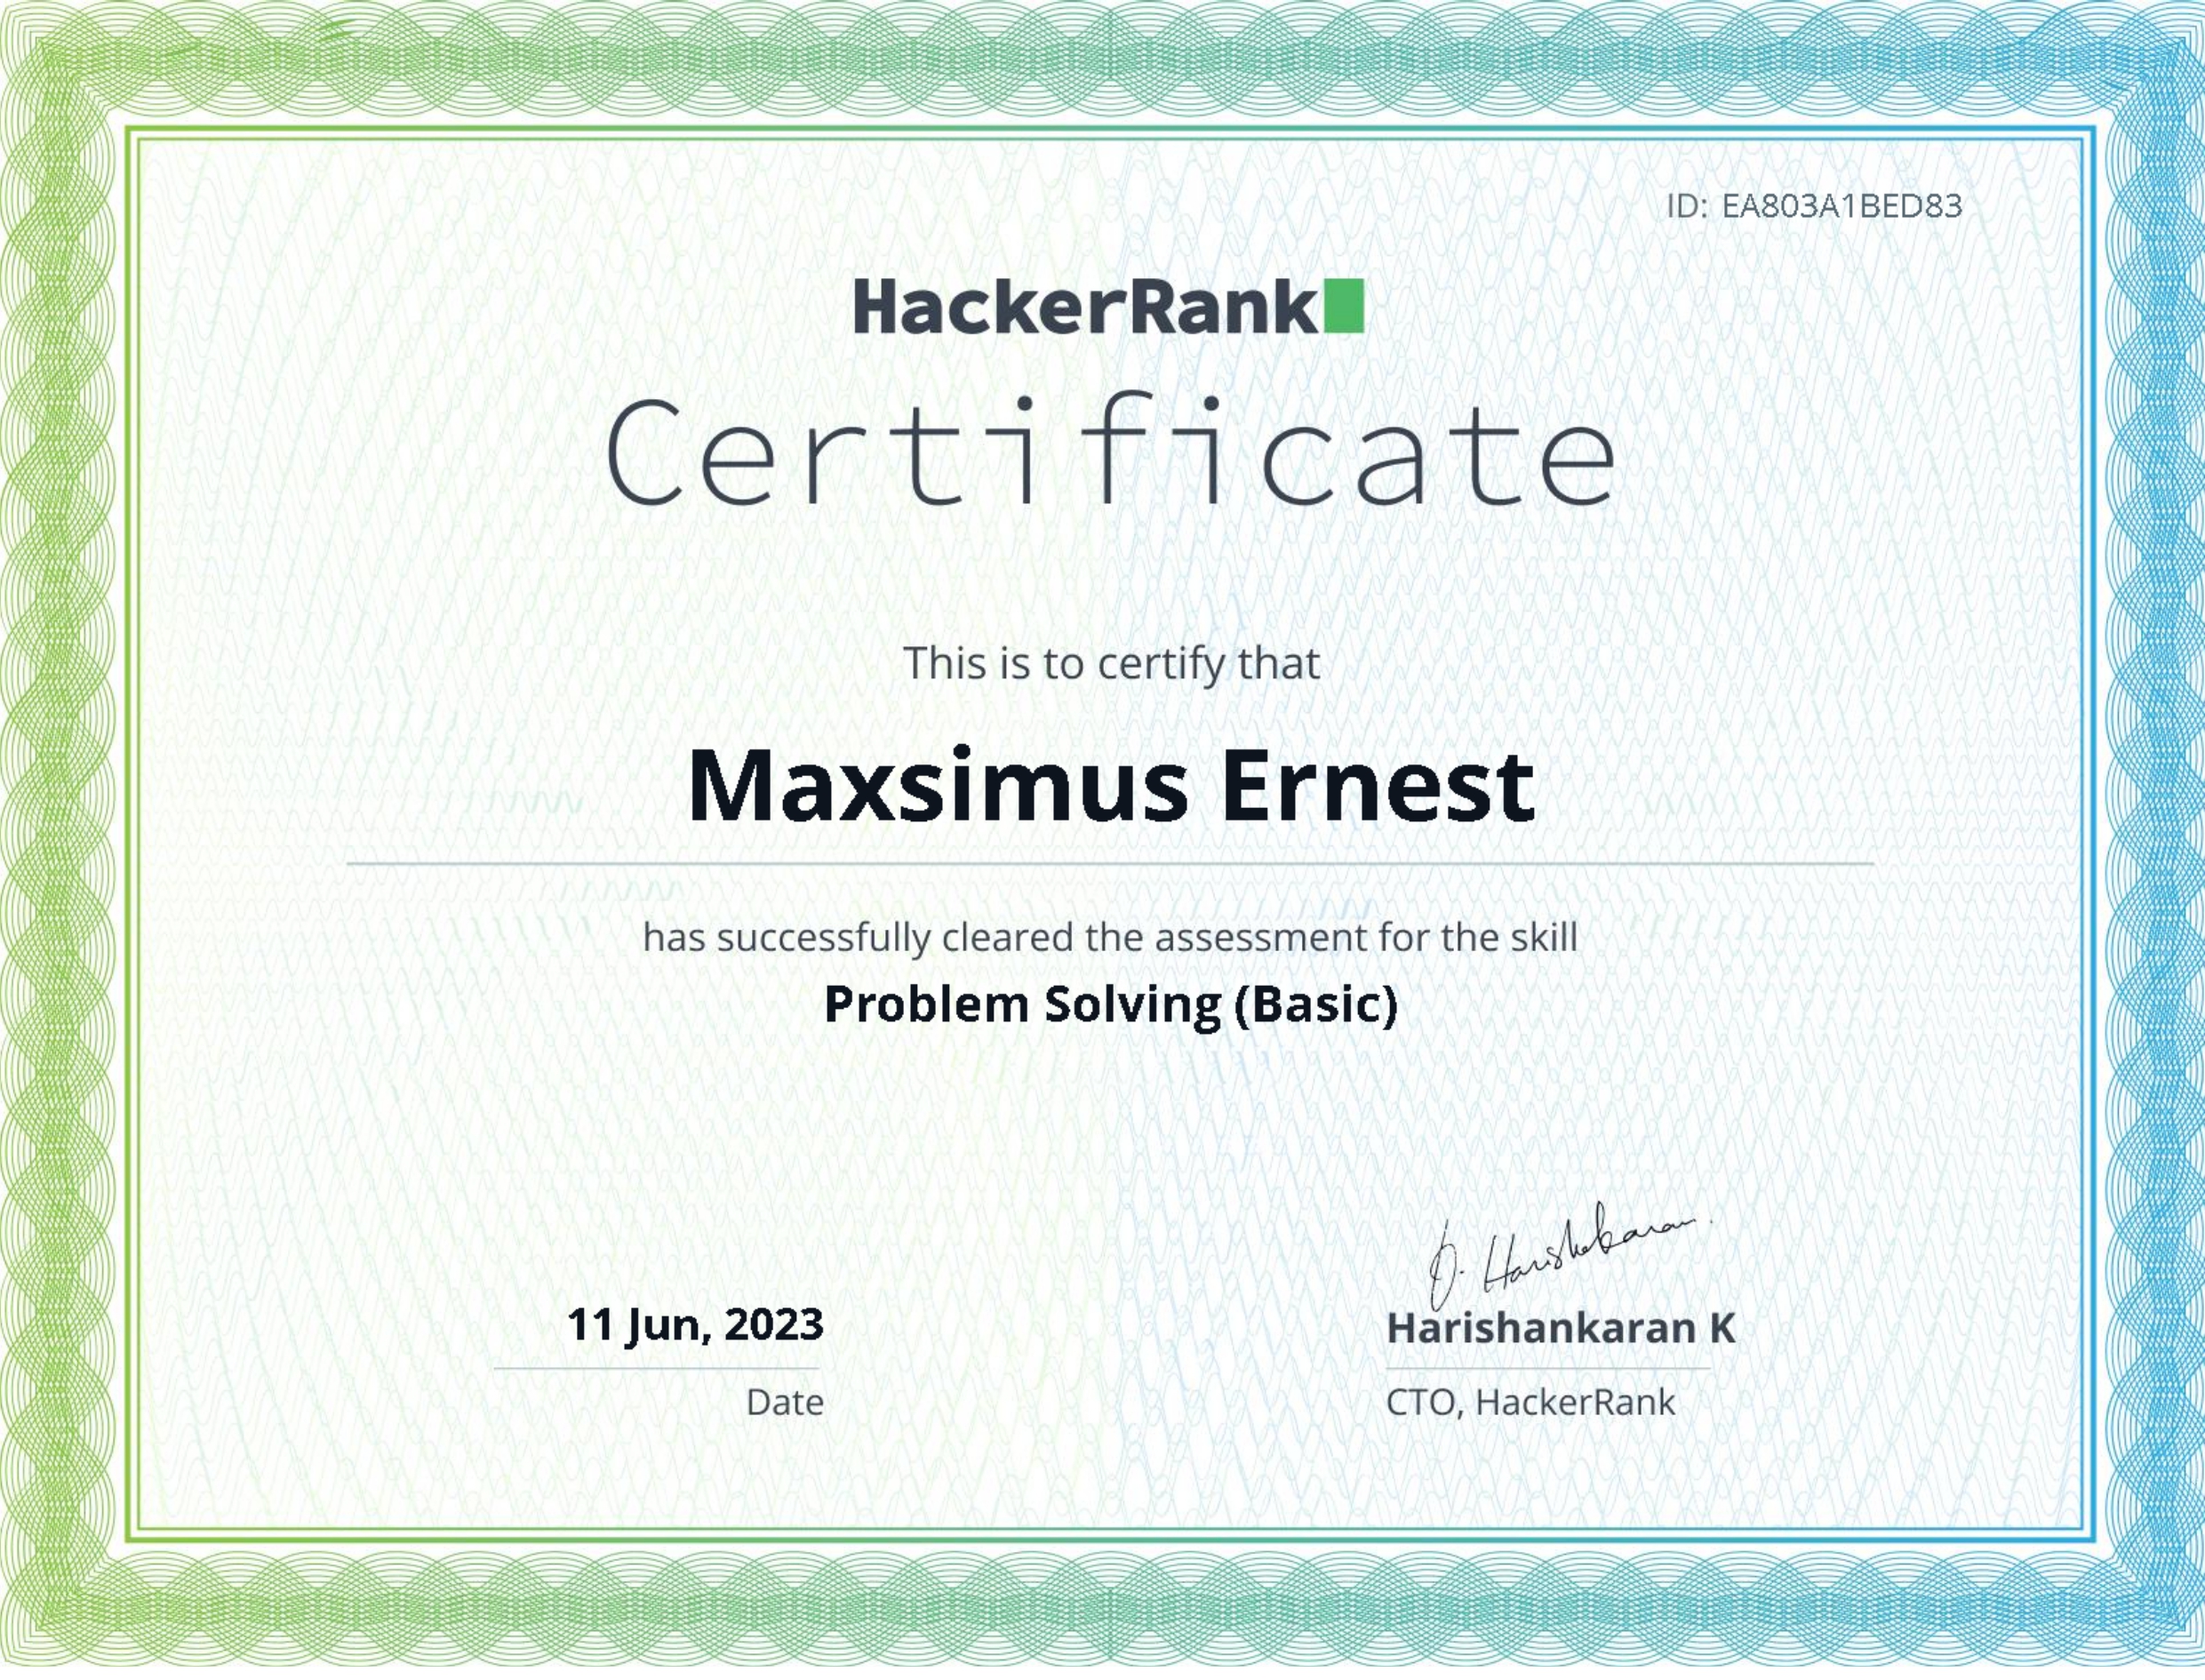 ID: EA803A1BED83
HackerRank
Certificate
This is to certify that
Maxsimus Ernest
has successfully cleared the assessment for the skill
Problem Solving (Basic)
11 Jun, 2023
Date
Harishankaran K
CTO, HackerRank